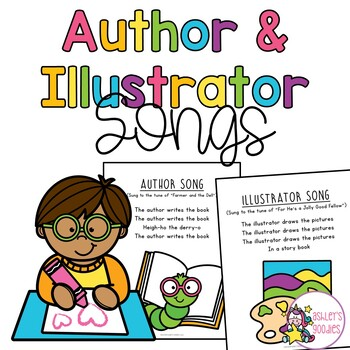 Author &
Illustrator
Songs
AUTHOR SONG
(Sung to the tune of "Farmer and the Dell")
The author writes the book
The author writes the book
Heigh-ho the derry-o
The author writes the book
ILLUSTRATOR SONG
(Sung to the tune of "For He's a Jolly Good Fellow")
The illustrator draws the pictures
The illustrator draws the pictures
The illustrator draws the pictures
In a story book
ashley's
goodies